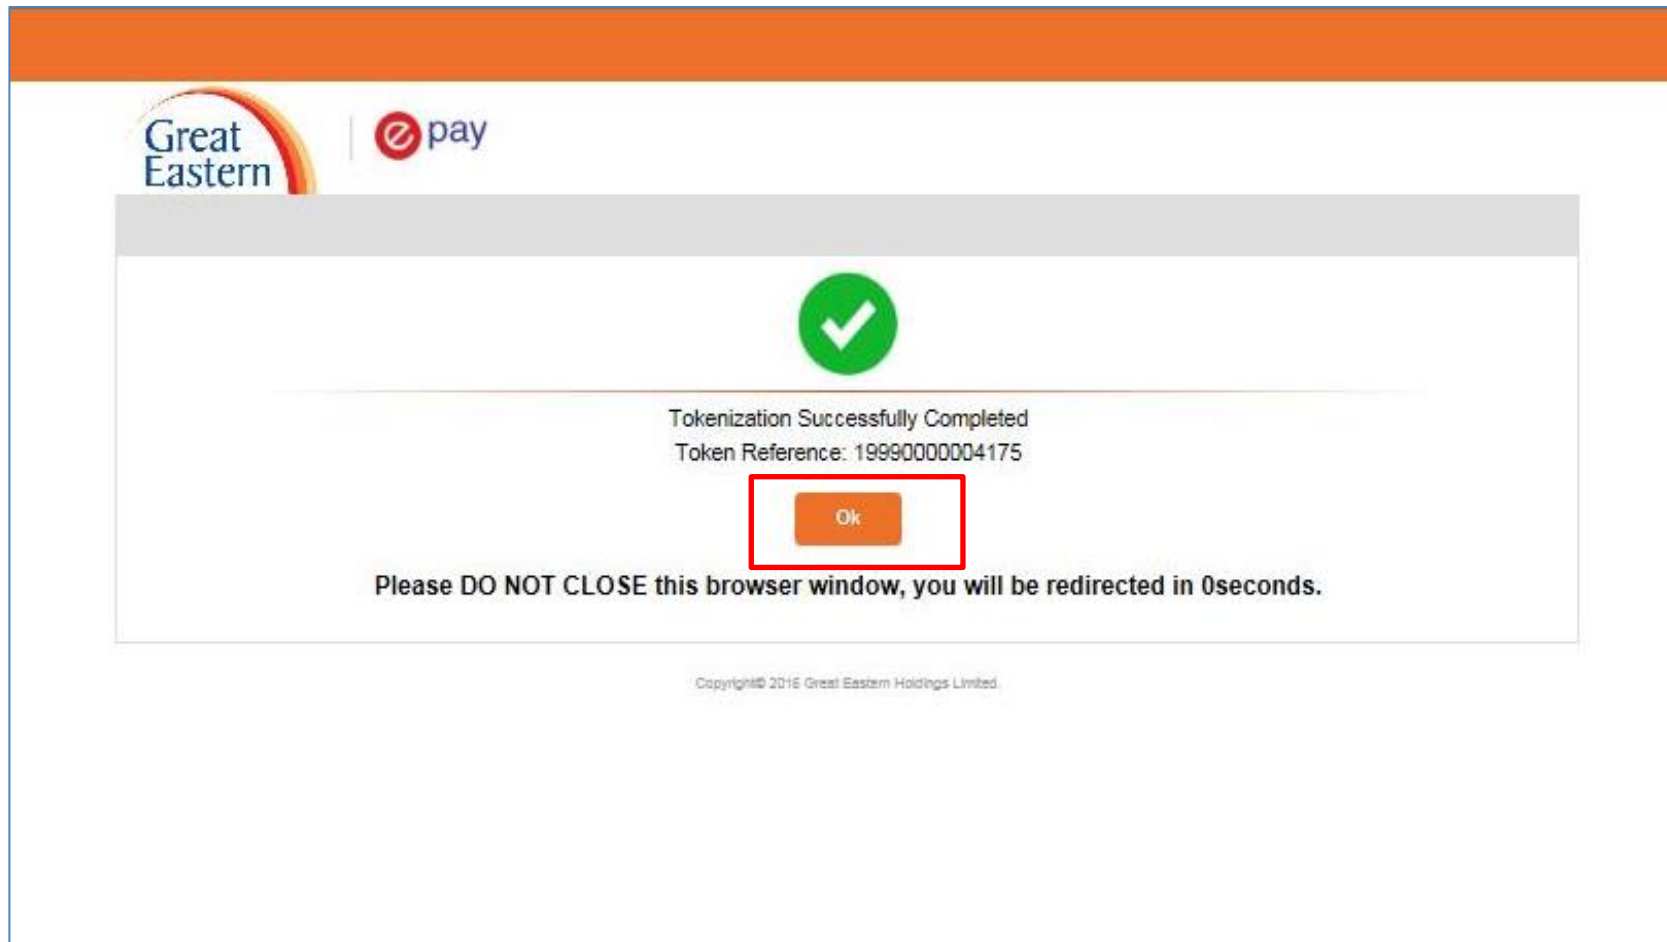 Great
Eastern
e pay
Tokenization Successfully Completed
Token Reference: 19990000004175
Ok
Please DO NOT CLOSE this browser window, you will be redirected in 0seconds.
Copyright© 2016 Great Eastern Holdings Limited.